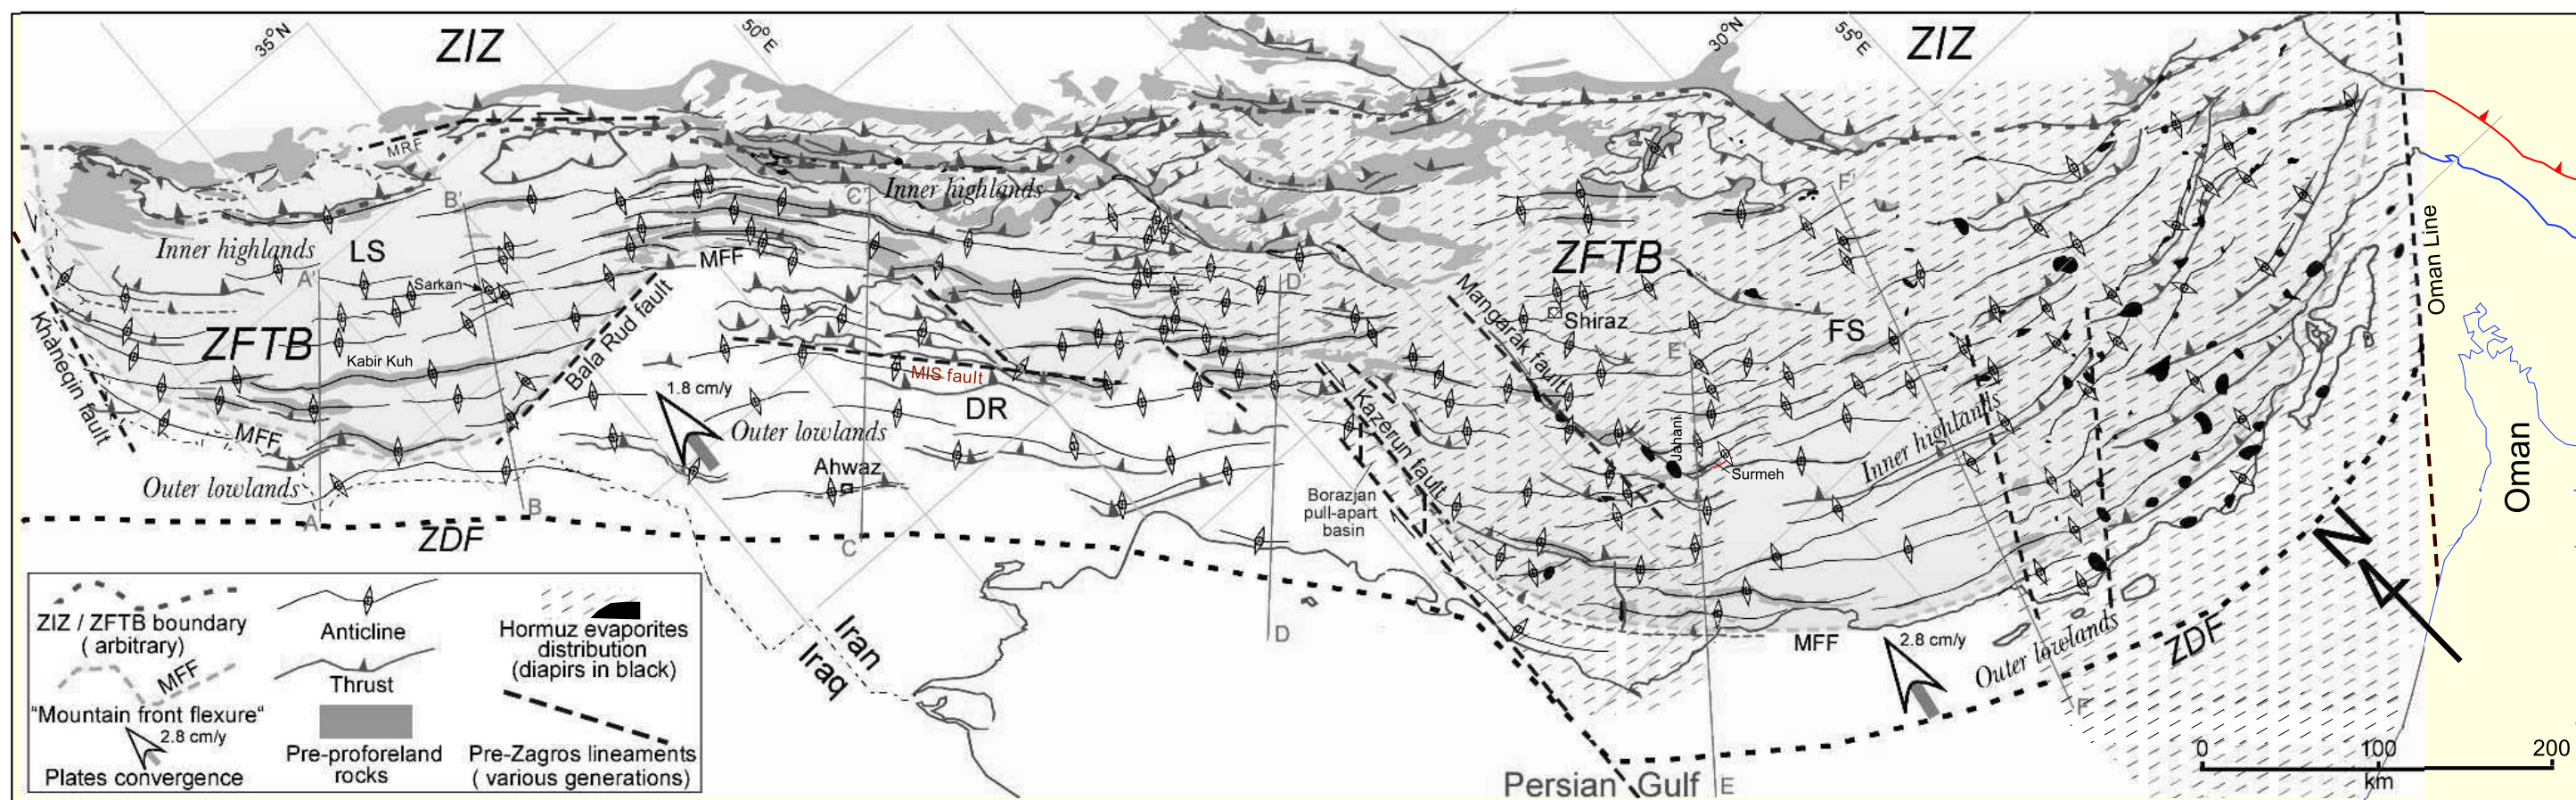 35°N
ZIZ
50°E
30°N
55°E
ZIZ
MRF
B'
C'
Inner highlands
F'
Inner highlands
LS
A'
Sarkan
MFF
D'
ZFTB
Oman Line
Khaneqin fault
ZFTB
Kabir Kuh
Bala Rud fault
Mangarak fault
Shiraz
FS
E'
MIS fault
1.8 cm/y
DR
Outer lowlands
Kazerun fault
Jahani
Inner highlands
Surmeh
Oman
MFF
Ahwaz
Outer lowlands
Borazjan
pull-apart
basin
A
B
ZDF
C
N
D
Iran
Iraq
MFF
2.8 cm/y
Outer lowlands
ZDF
F
Persian Gulf
E
0
100
200
km
ZIZ / ZFTB boundary
( arbitrary)
MFF
"Mountain front flexure"
2.8 cm/y
Plates convergence
Anticline
Thrust
Pre-proforeland
rocks
Hormuz evaporites
distribution
(diapirs in black)
Pre-Zagros lineaments
( various generations)